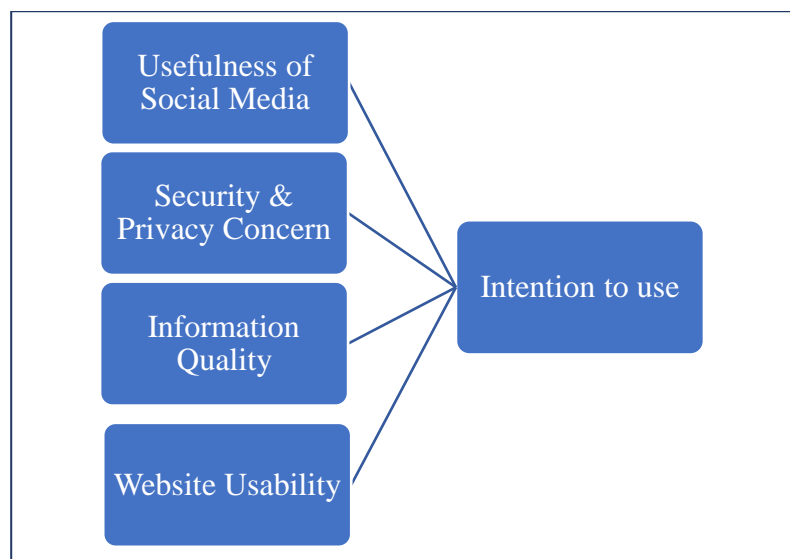 Usefulness of
Social Media
Security &
Privacy Concern
Information
Quality
Website Usability
Intention to use